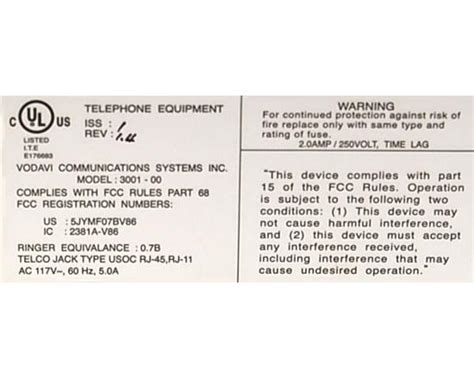 C UL US
LISTED
I.T.E
E176693
TELEPHONE EQUIPMENT
ISS :
REV :
VODAVI COMMUNICATIONS SYSTEMS INC.
MODEL : 3001 - 00
COMPLIES WITH FCC RULES PART 68
FCC REGISTRATION NUMBERS:
US : 5JYMF07BV86
IC : 2381A-V86
RINGER EQUIVALANCE : 0.7B
TELCO JACK TYPE USOC RJ-45,RJ-11
AC 117V~, 60 Hz, 5.0A
WARNING
For continued protection against risk of
fire replace only with same type and
rating of fuse.
2.0AMP / 250VOLT, TIME LAG
"This device complies with part
15 of the FCC Rules. Operation
is subject to the following two
conditions: (1) This device may
not cause harmful interference,
and (2) this device must accept
any interference received,
including interference that may
cause undesired operation."